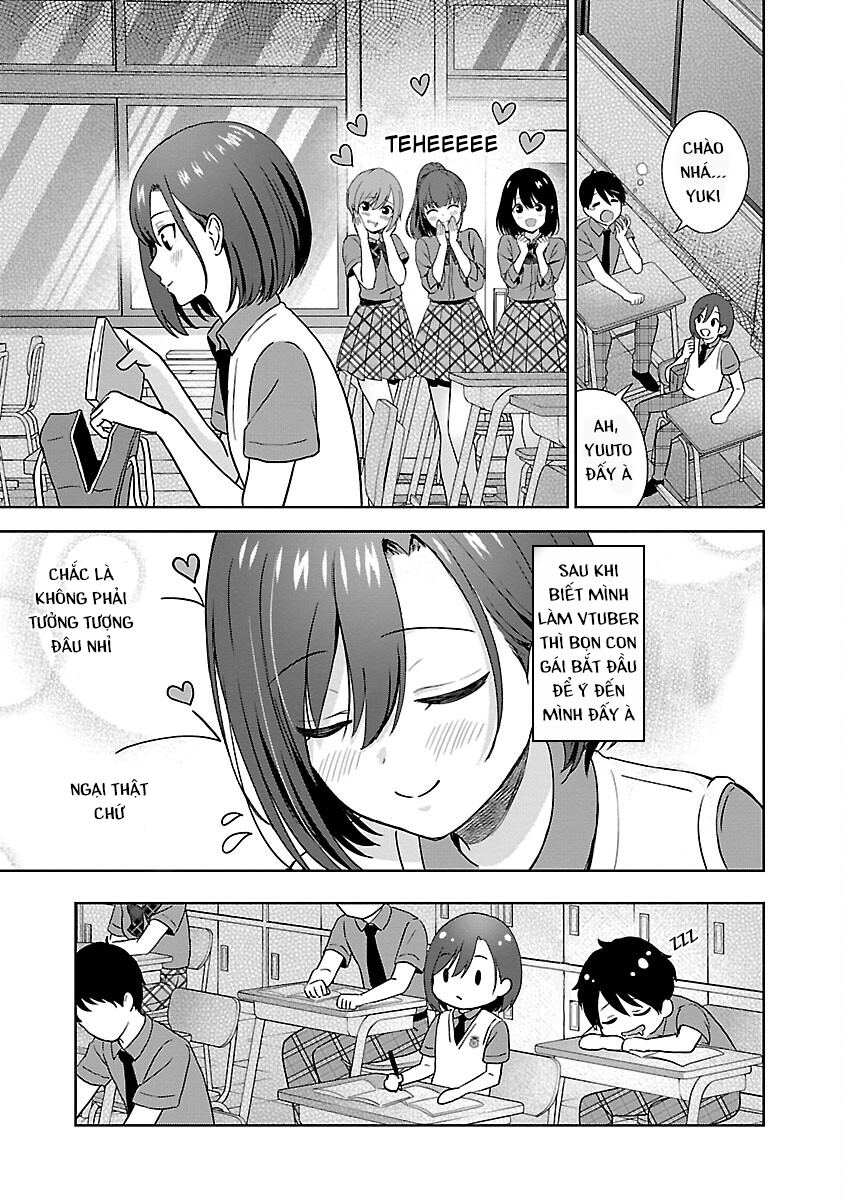 CHÀO
NHÁ...
YUKI
AH,
YUUTO
ĐẤY À
TEHEEEEE
SAU KHI
BIẾT MÌNH
LÀM VTUBER
THÌ BỌN CON
GÁI BẮT ĐẦU
ĐỂ Ý ĐẾN
MÌNH ĐẤY À
CHẮC LÀ
KHÔNG PHẢI
TƯỞNG TƯỢNG
ĐÂU NHỈ
NGẠI THẬT
CHỨ
ZZZ